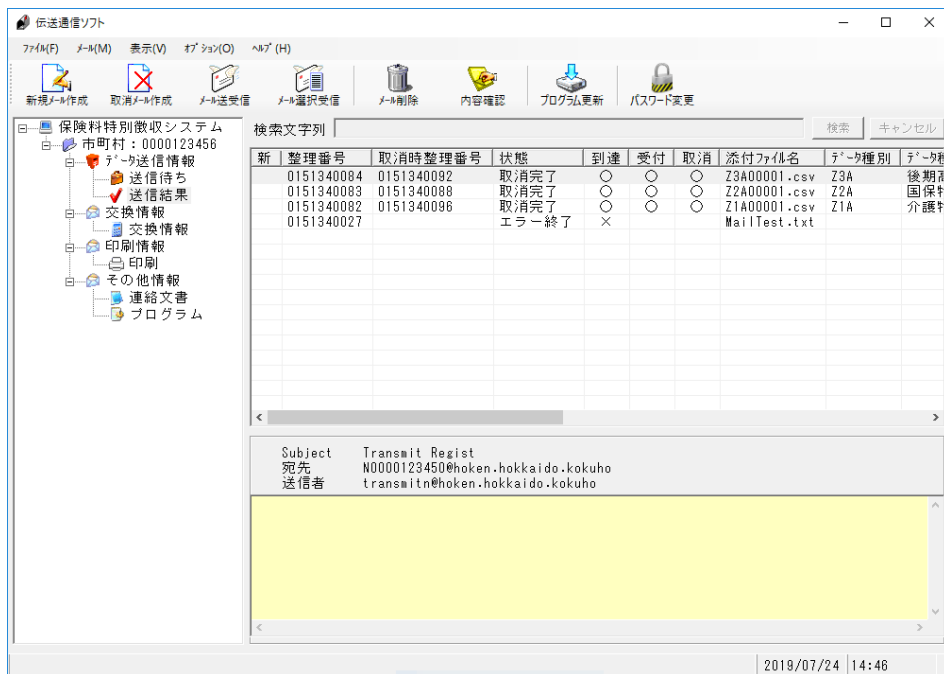 伝送通信ソフト
ﾌｧｲﾙ(F) ﾒｰﾙ(M) 表示(V) ｵﾌﾟｼｮﾝ(O) ﾍﾙﾌﾟ(H)
新規ﾒｰﾙ作成 取消ﾒｰﾙ作成 ﾒｰﾙ送受信 ﾒｰﾙ選択受信 ﾒｰﾙ削除 内容確認 ﾌﾟﾛｸﾞﾗﾑ更新 ﾊﾟｽﾜｰﾄﾞ変更
保険料特別徴収システム
市町村：0000123456
ﾃﾞｰﾀ送信情報
送信待ち
送信結果
交換情報
交換情報
印刷情報
印刷
その他情報
連絡文書
プログラム
検索文字列 検索 キャンセル
新 整理番号 取消時整理番号 状態 到達 受付 取消 添付ﾌｧｲﾙ名 ﾃﾞｰﾀ種別 ﾃﾞｰﾀ種
0151340084 0151340092 取消完了 ○ ○ ○ Z3A00001.csv Z3A 後期高
0151340083 0151340088 取消完了 ○ ○ ○ Z2A00001.csv Z2A 国保特
0151340082 0151340096 取消完了 ○ ○ ○ Z1A00001.csv Z1A 介護特
0151340027 エラー終了 × MailTest.txt
Subject Transmit Regist
宛先 N0000123450@hoken.hokkaido.kokuho
送信者 transmitn@hoken.hokkaido.kokuho
2019/07/24 14:46